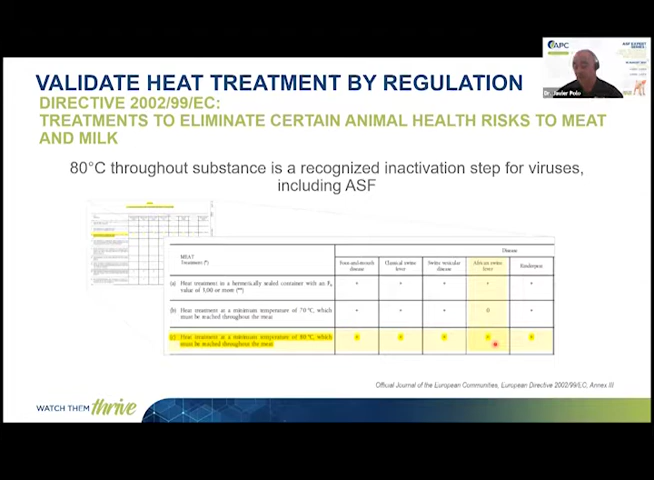 APC
ASF EXPERT
SERIES
Dr. Javier Polo
VALIDATE HEAT TREATMENT BY REGULATION
DIRECTIVE 2002/99/EC:
TREATMENTS TO ELIMINATE CERTAIN ANIMAL HEALTH RISKS TO MEAT
AND MILK
80°C throughout substance is a recognized inactivation step for viruses,
including ASF
MEAT
Treatment (*)
Disease
Foot-and-mouth disease
Classical swine fever
Swine vesicular disease
African swine fever
Rinderpest
(a) Heat treatment in a hermetically sealed container with an F₀
value of 3,00 or more (**)
+ + + + +
(b) Heat treatment at a minimum temperature of 70 °C, which
must be reached throughout the meat
+ + + 0 +
(c) Heat treatment at a minimum temperature of 80 °C, which
must be reached throughout the meat
+ + + + +
Official Journal of the European Communities, European Directive 2002/99/EC, Annex III
WATCH THEM thrive